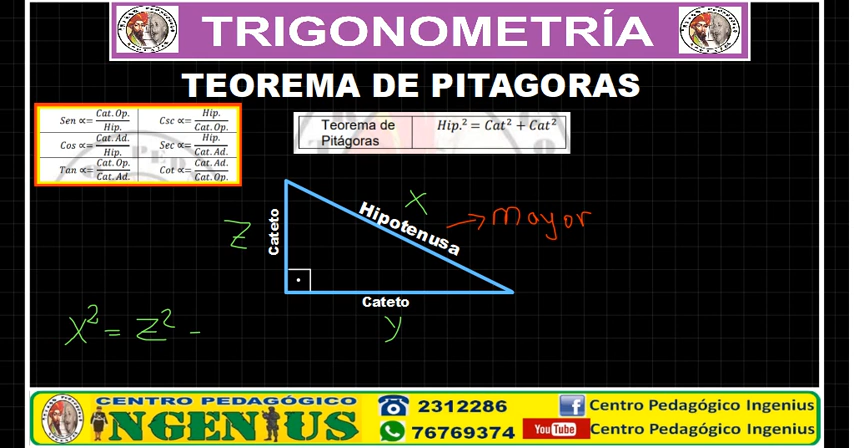 TRIGONOMETRÍA
TEOREMA DE PITAGORAS
Sen ∝= Cat.Op./Hip. Csc ∝= Hip./Cat.Op.
Cos ∝= Cat.Ad./Hip. Sec ∝= Hip./Cat.Ad.
Tan ∝= Cat.Op./Cat.Ad. Cot ∝= Cat.Ad./Cat.Op.
Teorema de Pitágoras Hip.² = Cat² + Cat²
x
Hipotenusa → mayor
z Cateto
Cateto
y
x² = z² -
CENTRO PEDAGÓGICO
INGENIUS
2312286
76769374
Centro Pedagógico Ingenius
YouTube Centro Pedagógico Ingenius